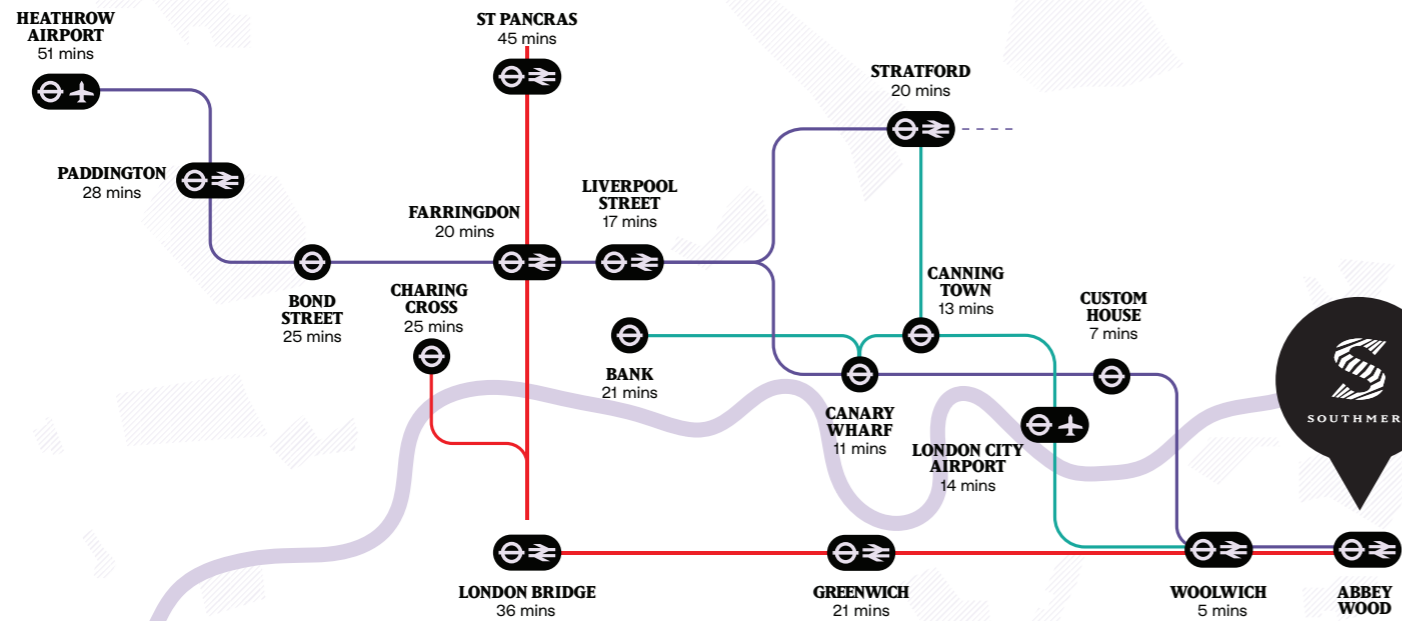 HEATHROW
AIRPORT
51 mins
ST PANCRAS
45 mins
STRATFORD
20 mins
PADDINGTON
28 mins
LIVERPOOL
STREET
17 mins
FARRINGDON
20 mins
BOND
STREET
25 mins
CHARING
CROSS
25 mins
CANNING
TOWN
13 mins
CUSTOM
HOUSE
7 mins
BANK
21 mins
CANARY
WHARF
11 mins
LONDON CITY
AIRPORT
14 mins
S
SOUTHMER
LONDON BRIDGE
36 mins
GREENWICH
21 mins
WOOLWICH
5 mins
ABBEY
WOOD